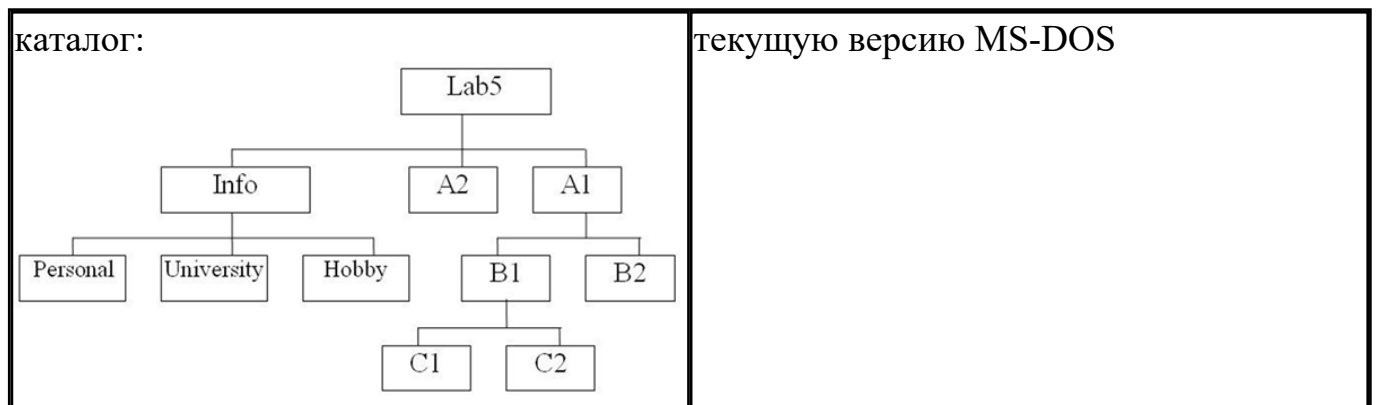 каталог:
текущую версию MS-DOS
Lab5
Info A2 A1
Personal University Hobby B1 B2
C1 C2